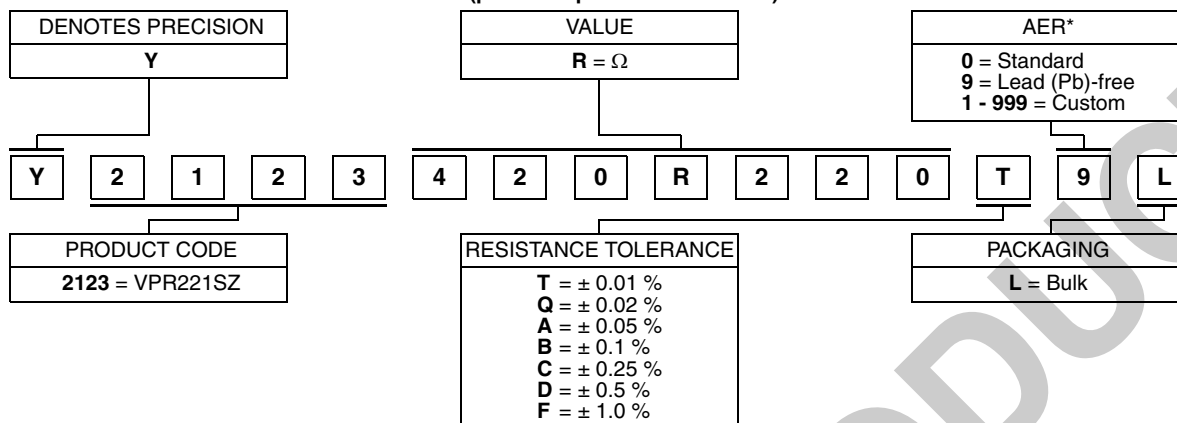 DENOTES PRECISION
Y
VALUE
R = Ω
AER*
0 = Standard
9 = Lead (Pb)-free
1 - 999 = Custom
Y 2 1 2 3 4 2 0 R 2 2 0 T 9 L
PRODUCT CODE
2123 = VPR221SZ
RESISTANCE TOLERANCE
T = ± 0.01 %
Q = ± 0.02 %
A = ± 0.05 %
B = ± 0.1 %
C = ± 0.25 %
D = ± 0.5 %
F = ± 1.0 %
PACKAGING
L = Bulk